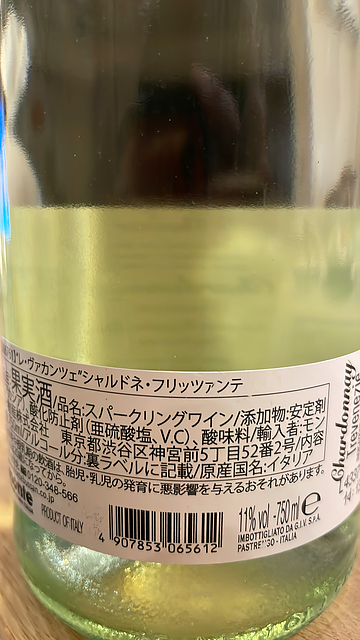 レ・ヴァカンツェ"シャルドネ・フリッツァンテ
果実酒/品名:スパークリングワイン/添加物:安定剤
酸化防止剤(亜硫酸塩、V.C)、酸味料/輸入者:モン
東京都渋谷区神宮前5丁目52番2号/内容
アルコール分:裏ラベルに記載/原産国名:イタリア
の飲酒は、胎児・乳児の発育に悪影響を与えるおそれがあります。
0120-248-566
PRODUCT OF ITALY
4 907853 065612
11% vol - 750 ml e
IMBOTTIGLIATO DA G.I.V. S.P.A.
ITALIA
Chardonnay